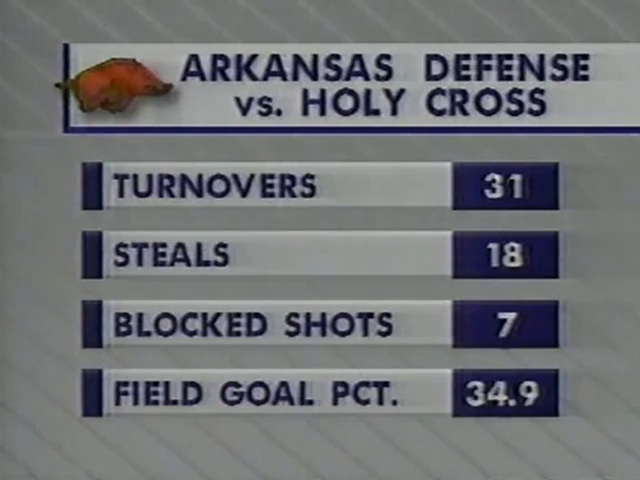 ARKANSAS DEFENSE
vs. HOLY CROSS
TURNOVERS 31
STEALS 18
BLOCKED SHOTS 7
FIELD GOAL PCT. 34.9